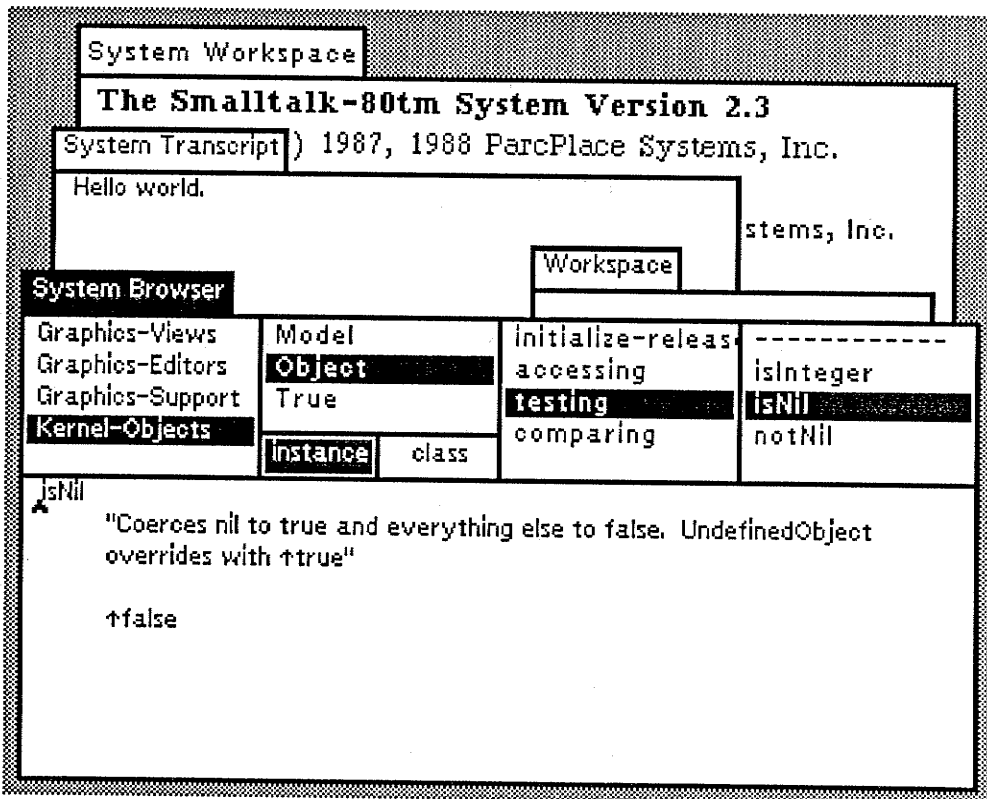 System Workspace
The Smalltalk-80tm System Version 2.3
System Transcript
) 1987, 1988 ParcPlace Systems, Inc.
Hello world.
stems, Inc.
Workspace
System Browser
Graphics-Views
Graphics-Editors
Graphics-Support
Kernel-Objects
Model
Object
True
instance
class
initialize-releas
accessing
testing
comparing
------------
isInteger
isNil
notNil
isNil
"Coerces nil to true and everything else to false. UndefinedObject
overrides with ↑true"
↑false